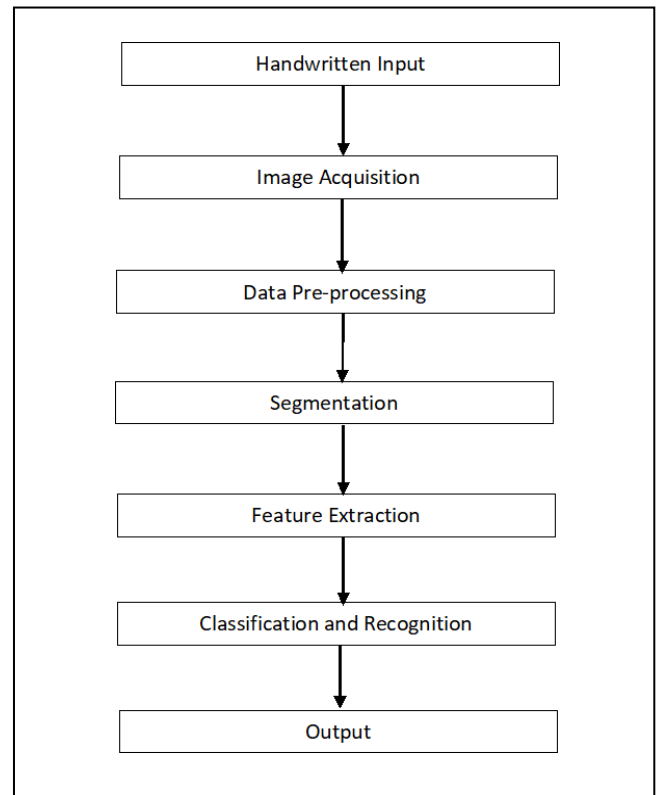 Handwritten Input
Image Acquisition
Data Pre-processing
Segmentation
Feature Extraction
Classification and Recognition
Output